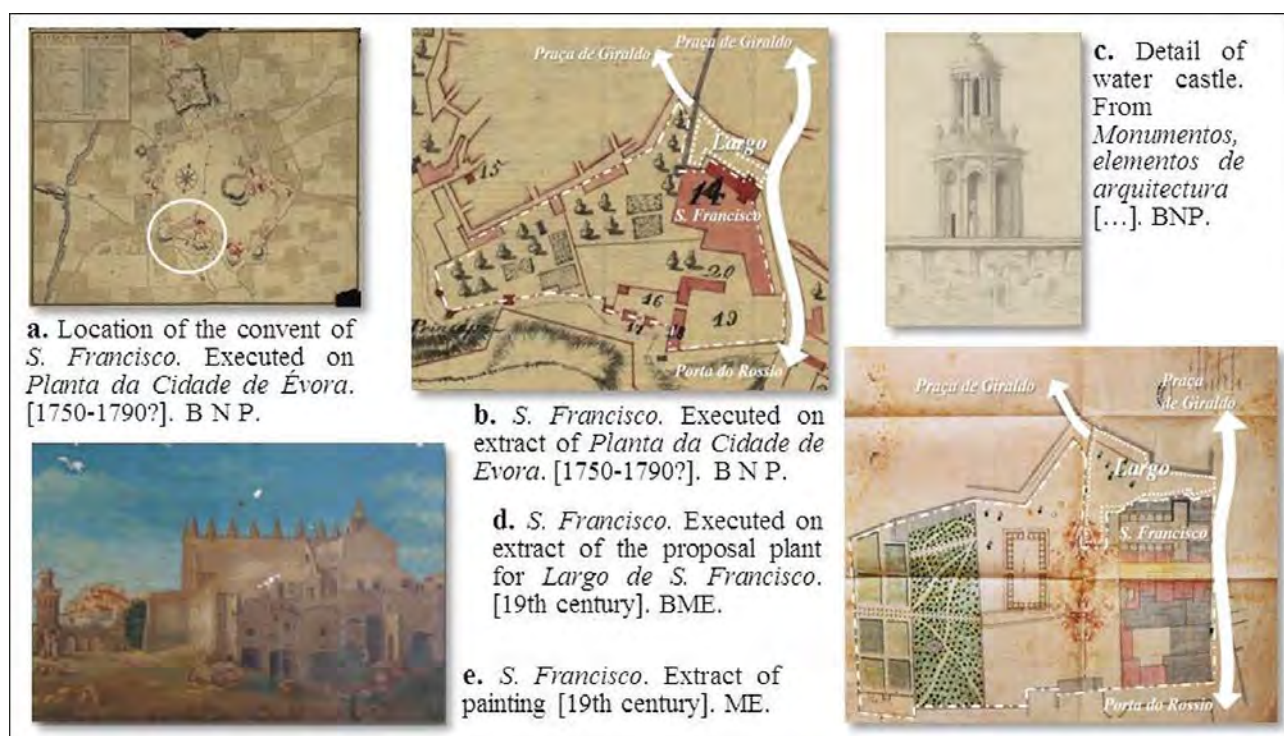 Praça de Giraldo
Praça de Giraldo
Largo
15
14
S. Francisco
20
16
17
18
19
Porta do Rossio
c. Detail of
water castle.
From
Monumentos,
elementos de
arquitectura
[…]. BNP.
a. Location of the convent of
S. Francisco. Executed on
Planta da Cidade de Évora.
[1750-1790?]. B N P.
b. S. Francisco. Executed on
extract of Planta da Cidade de
Evora. [1750-1790?]. B N P.
d. S. Francisco. Executed on
extract of the proposal plant
for Largo de S. Francisco.
[19th century]. BME.
e. S. Francisco. Extract of
painting [19th century]. ME.
Praça de Giraldo
Praça
de Giraldo
Largo
S. Francisco
Porta do Rossio